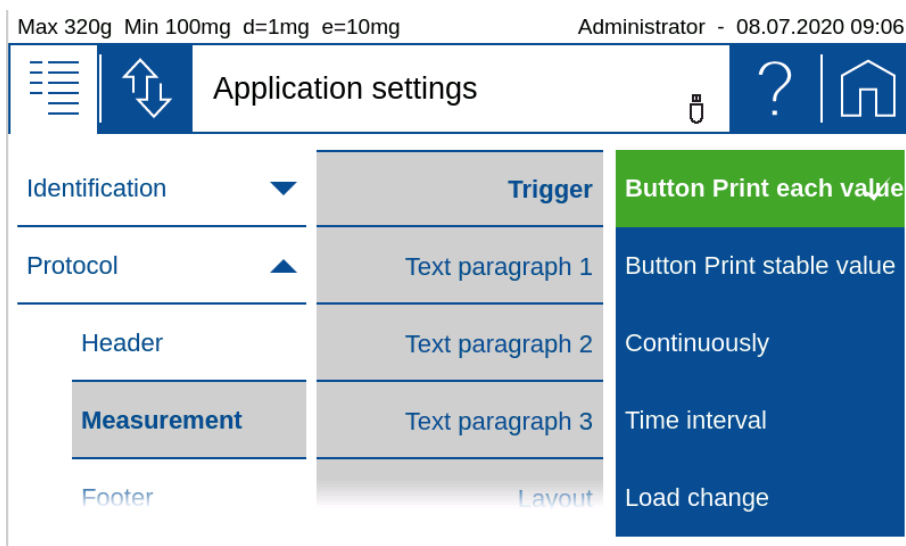 Max 320g Min 100mg d=1mg e=10mg
Administrator - 08.07.2020 09:06
Application settings
?
Identification
Protocol
Header
Measurement
Footer
Trigger
Text paragraph 1
Text paragraph 2
Text paragraph 3
Layout
Button Print each value
Button Print stable value
Continuously
Time interval
Load change